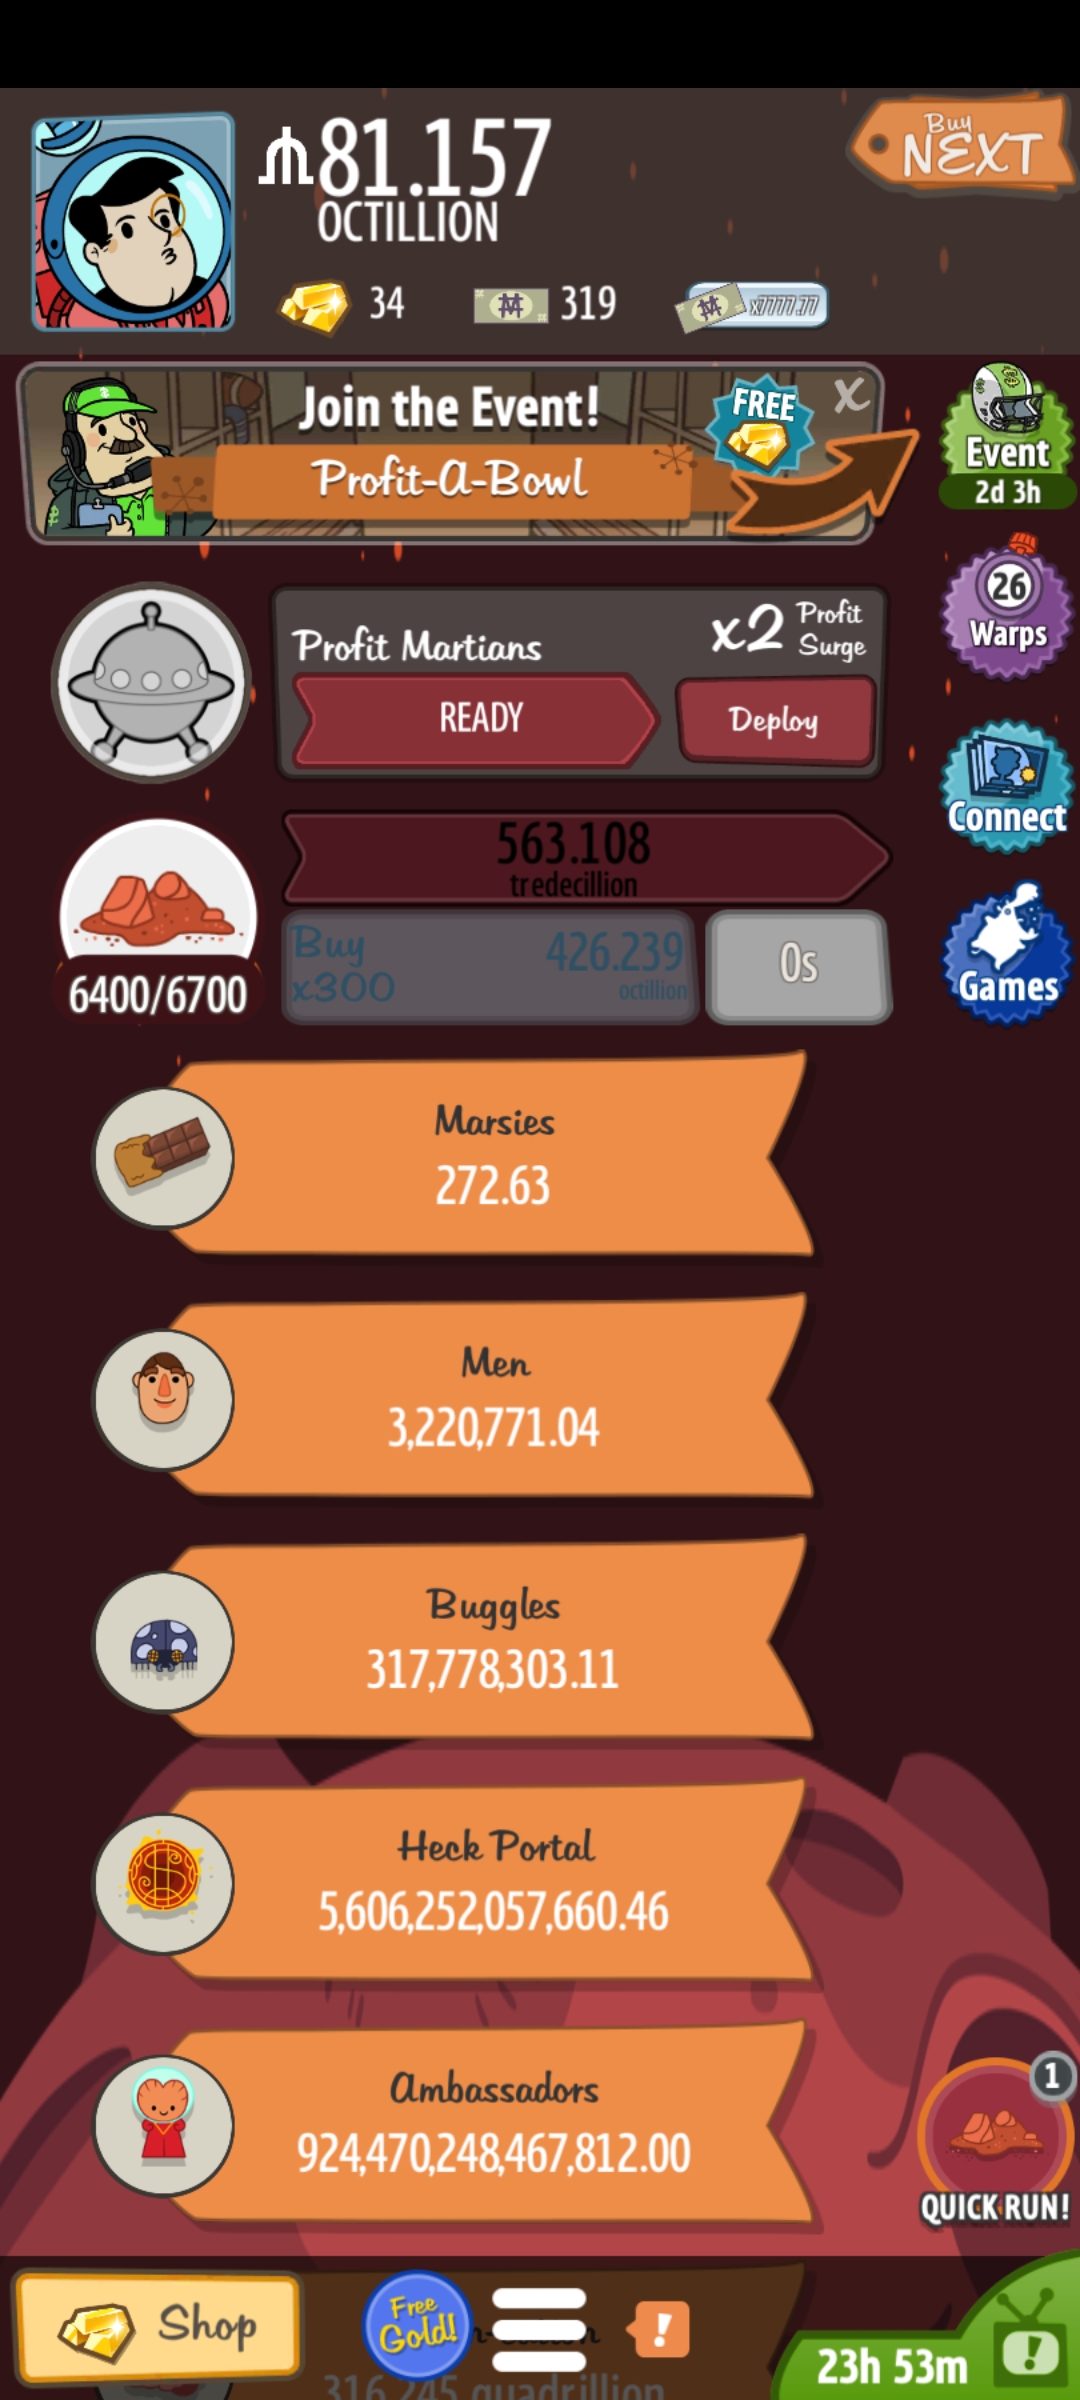 81.157
OCTILLION
Buy
NEXT
34
319
x7777.77
Join the Event!
Profit-A-Bowl
FREE
X
Event
2d 3h
26
Warps
Profit Martians
x2 Profit Surge
READY
Deploy
Connect
563.108
tredecillion
6400/6700
Buy
x300
426.239
octillion
0s
Games
Marsies
272.63
Men
3,220,771.04
Buggles
317,778,303.11
Heck Portal
5,606,252,057,660.46
Ambassadors
924,470,248,467,812.00
1
QUICK RUN!
Shop
Free
Gold!
!
23h 53m
!
316.245 quadrillion